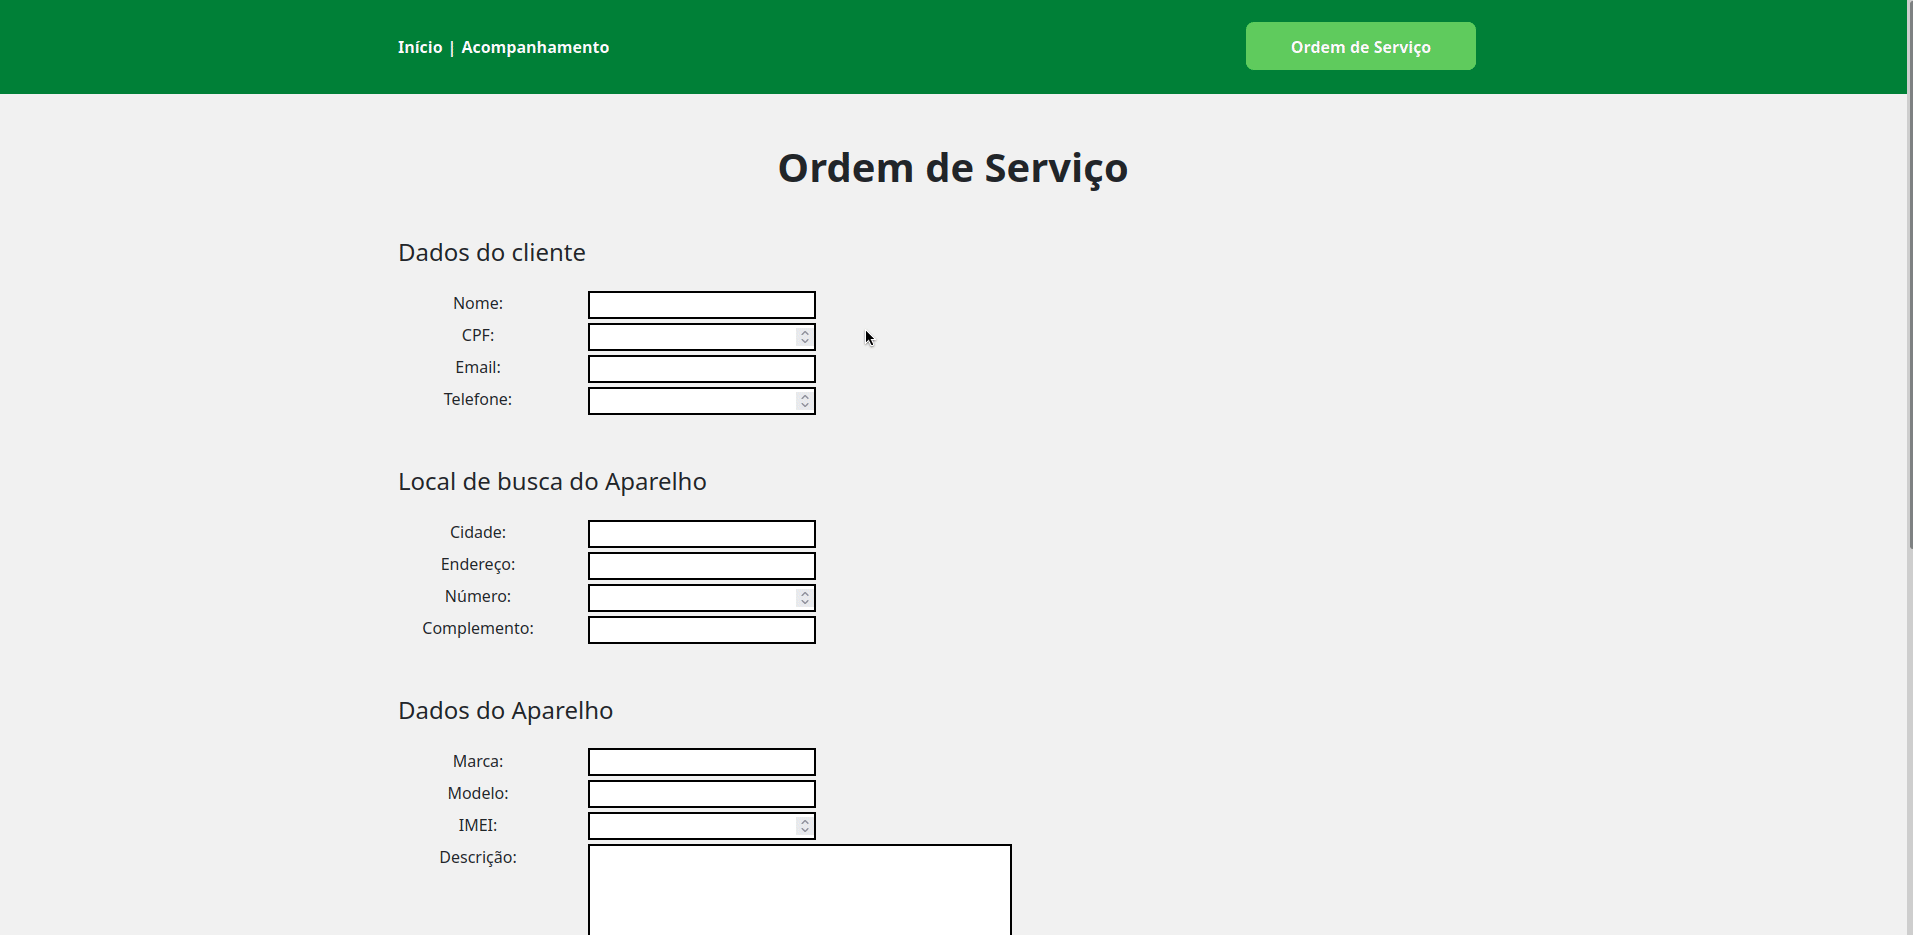 Início | Acompanhamento
Ordem de Serviço
Ordem de Serviço
Dados do cliente
Nome:
CPF:
Email:
Telefone:
Local de busca do Aparelho
Cidade:
Endereço:
Número:
Complemento:
Dados do Aparelho
Marca:
Modelo:
IMEI:
Descrição: